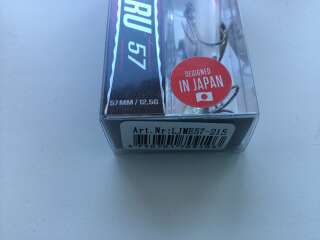 RU 57
57MM / 12,5G
DESIGNED
IN JAPAN
Art.Nr:LJME57-215